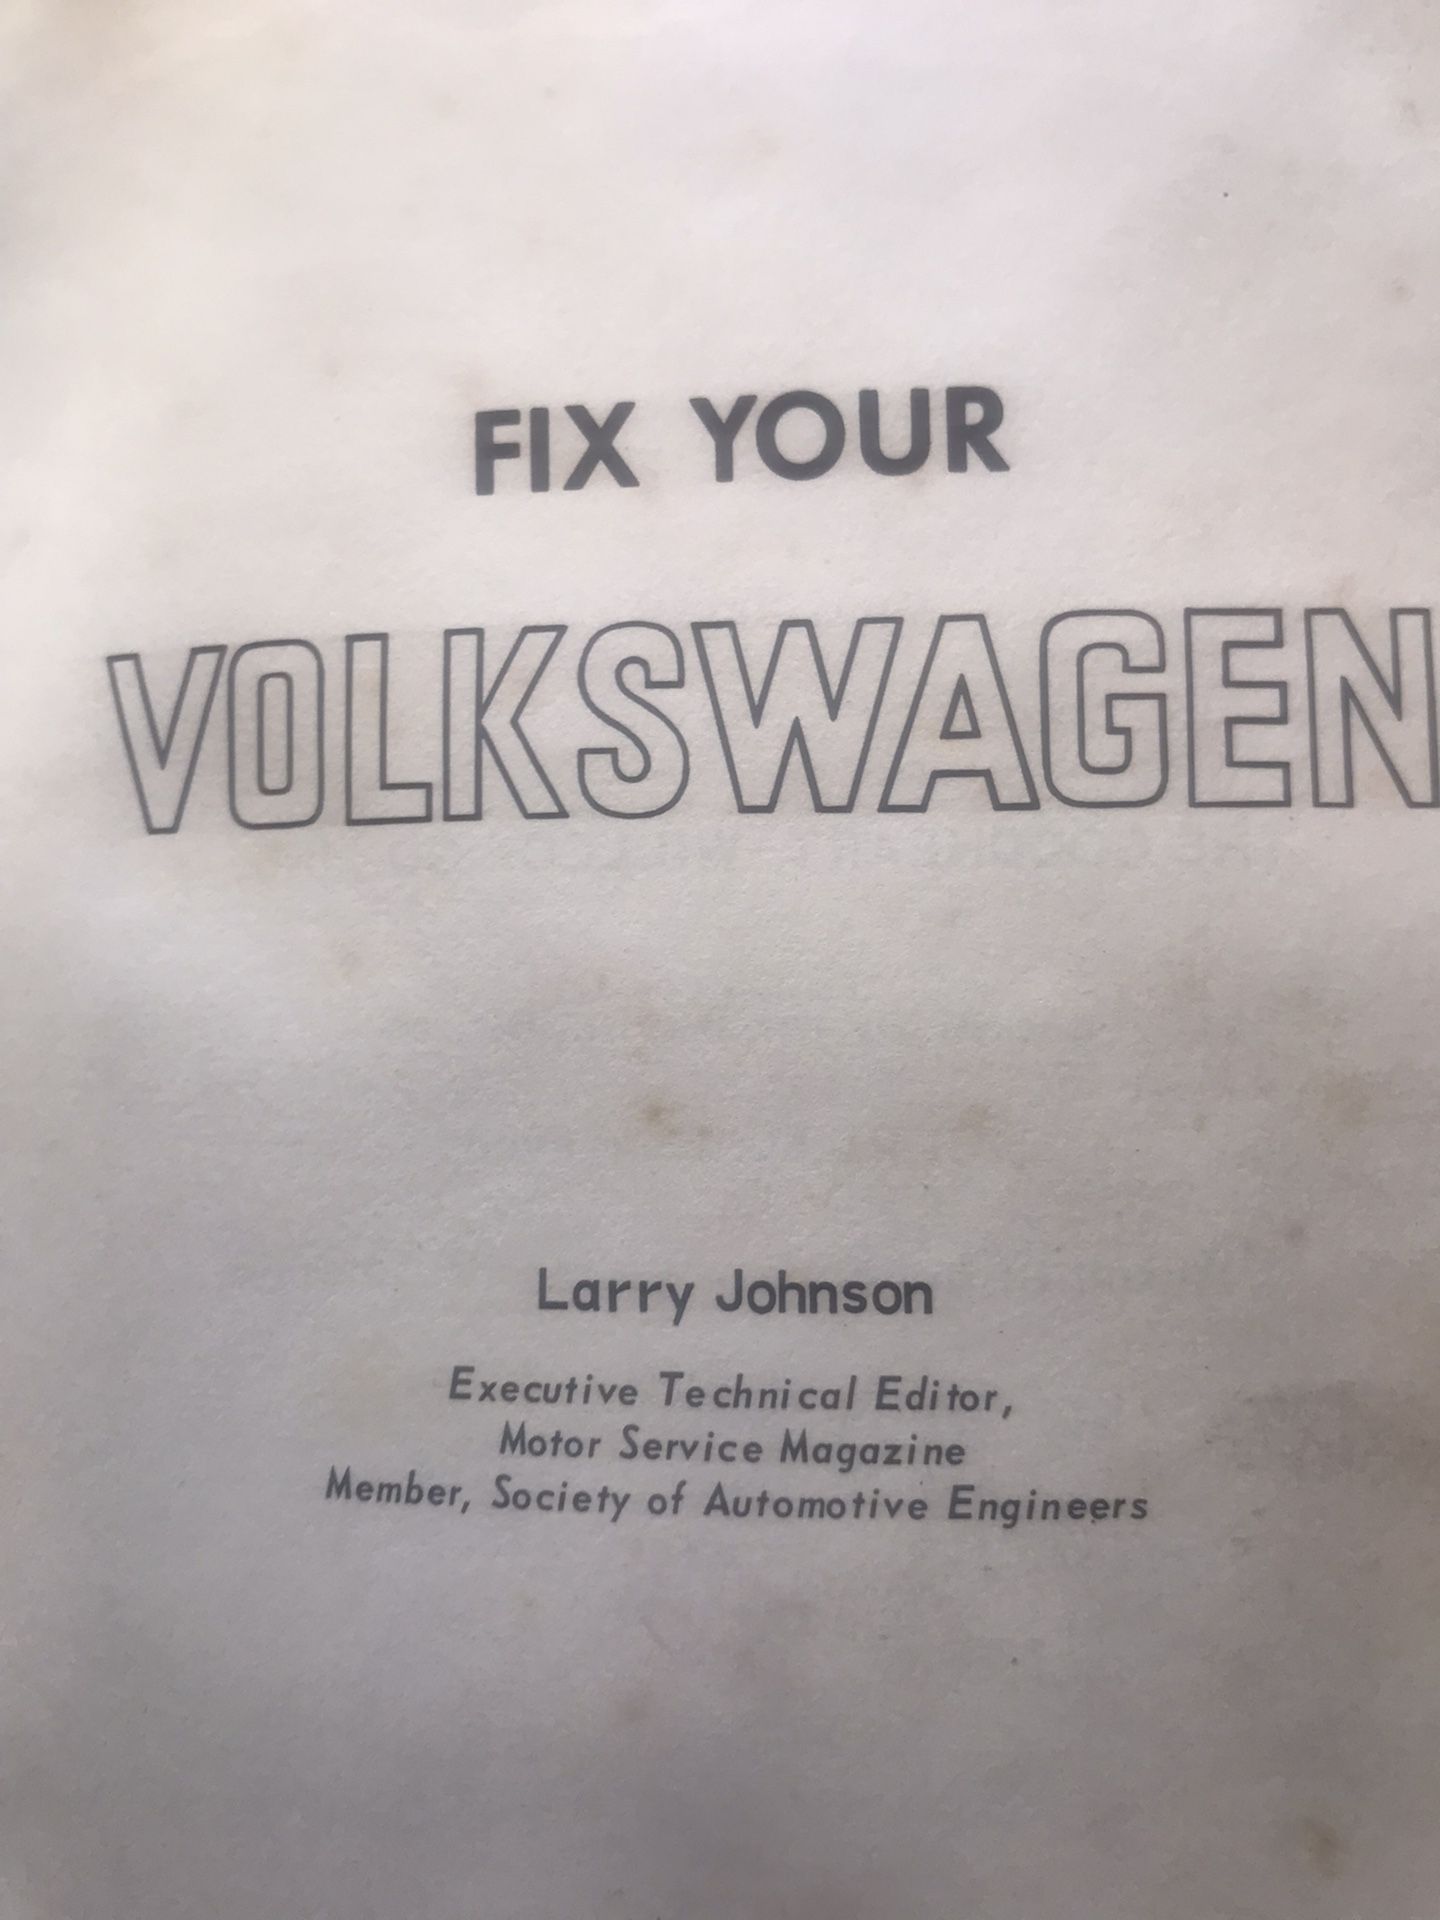 FIX YOUR
VOLKSWAGEN
Larry Johnson
Executive Technical Editor,
Motor Service Magazine
Member, Society of Automotive Engineers